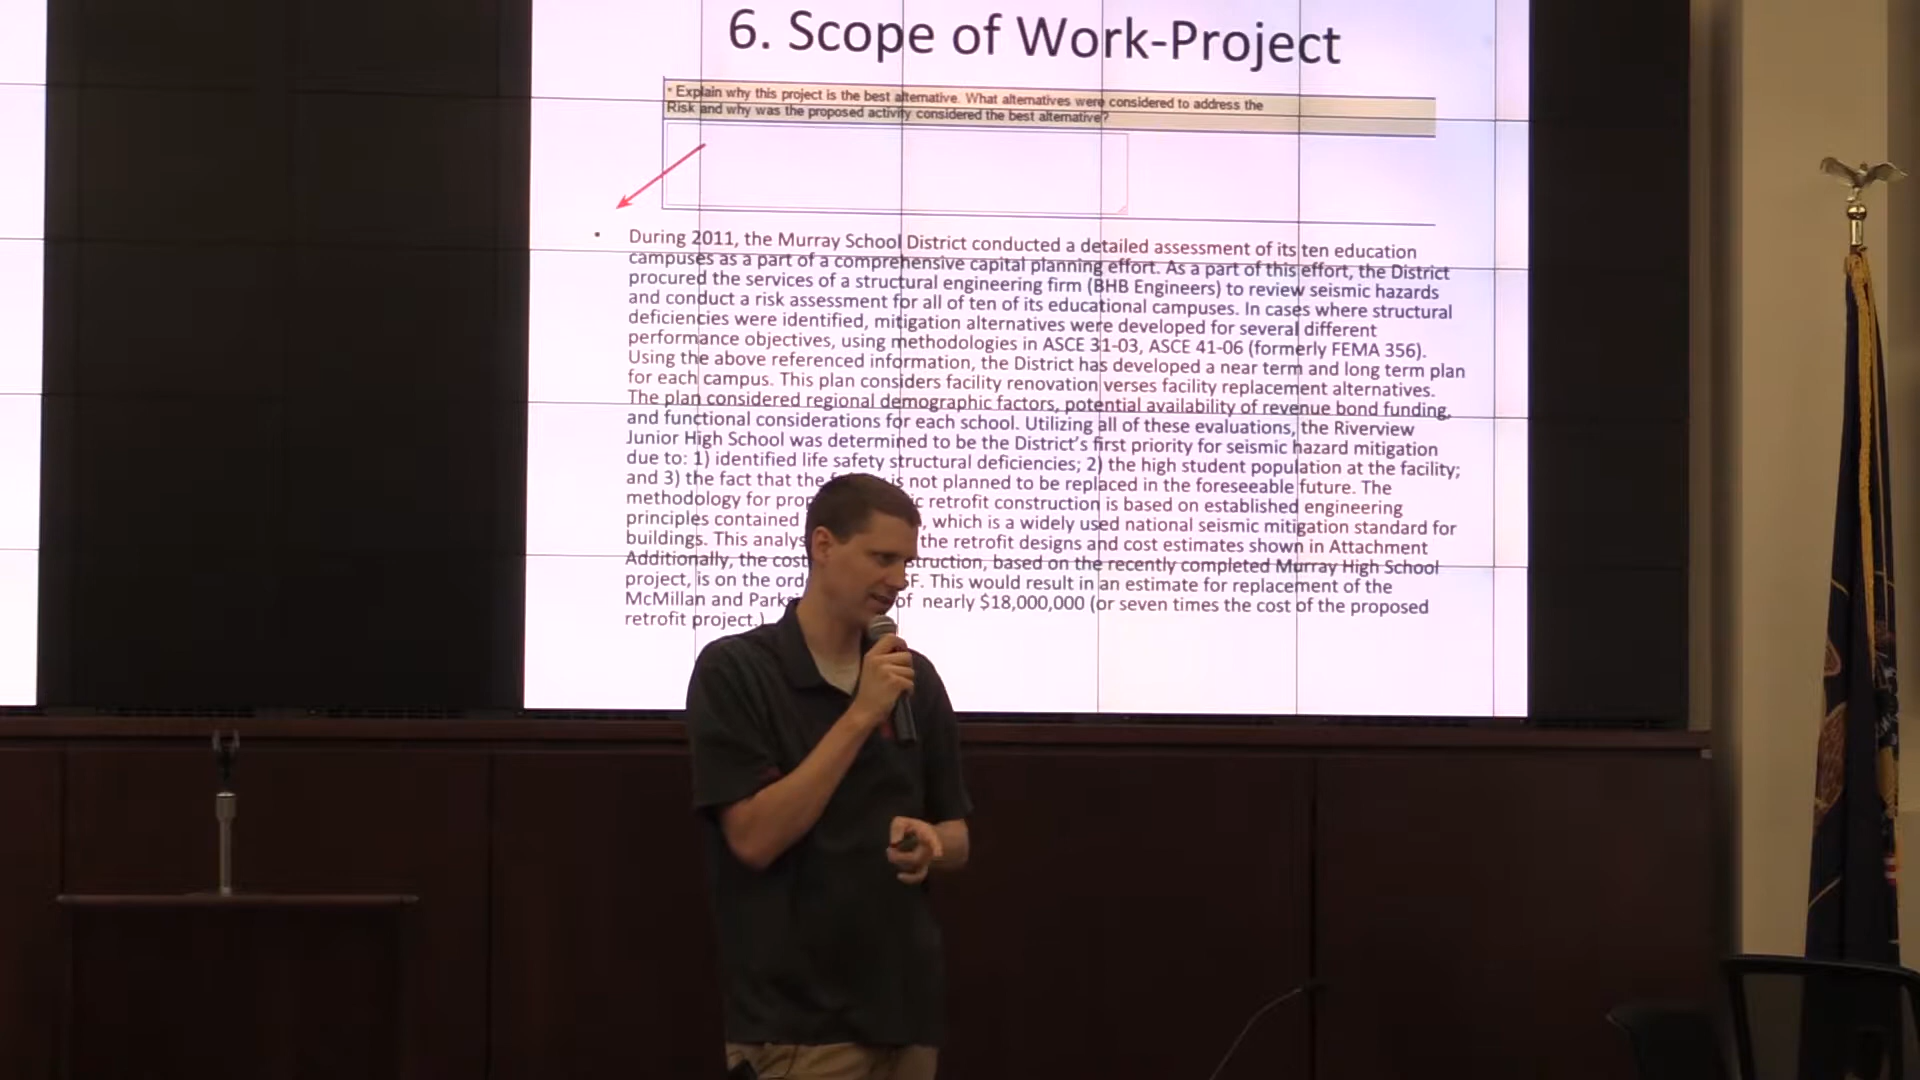 6. Scope of Work-Project
* Explain why this project is the best alternative. What alternatives were considered to address the
Risk and why was the proposed activity considered the best alternative?
• During 2011, the Murray School District conducted a detailed assessment of its ten education
campuses as a part of a comprehensive capital planning effort. As a part of this effort, the District
procured the services of a structural engineering firm (BHB Engineers) to review seismic hazards
and conduct a risk assessment for all of ten of its educational campuses. In cases where structural
deficiencies were identified, mitigation alternatives were developed for several different
performance objectives, using methodologies in ASCE 31-03, ASCE 41-06 (formerly FEMA 356).
Using the above referenced information, the District has developed a near term and long term plan
for each campus. This plan considers facility renovation verses facility replacement alternatives.
The plan considered regional demographic factors, potential availability of revenue bond funding,
and functional considerations for each school. Utilizing all of these evaluations, the Riverview
Junior High School was determined to be the District's first priority for seismic hazard mitigation
due to: 1) identified life safety structural deficiencies; 2) the high student population at the facility;
and 3) the fact that the is not planned to be replaced in the foreseeable future. The
methodology for retrofit construction is based on established engineering
principles contained , which is a widely used national seismic mitigation standard for
buildings. This the retrofit designs and cost estimates shown in Attachment
Additionally, the cost based on the recently completed Murray High School
project, is on the This would result in an estimate for replacement of the
McMillan and of nearly $18,000,000 (or seven times the cost of the proposed
retrofit project.)